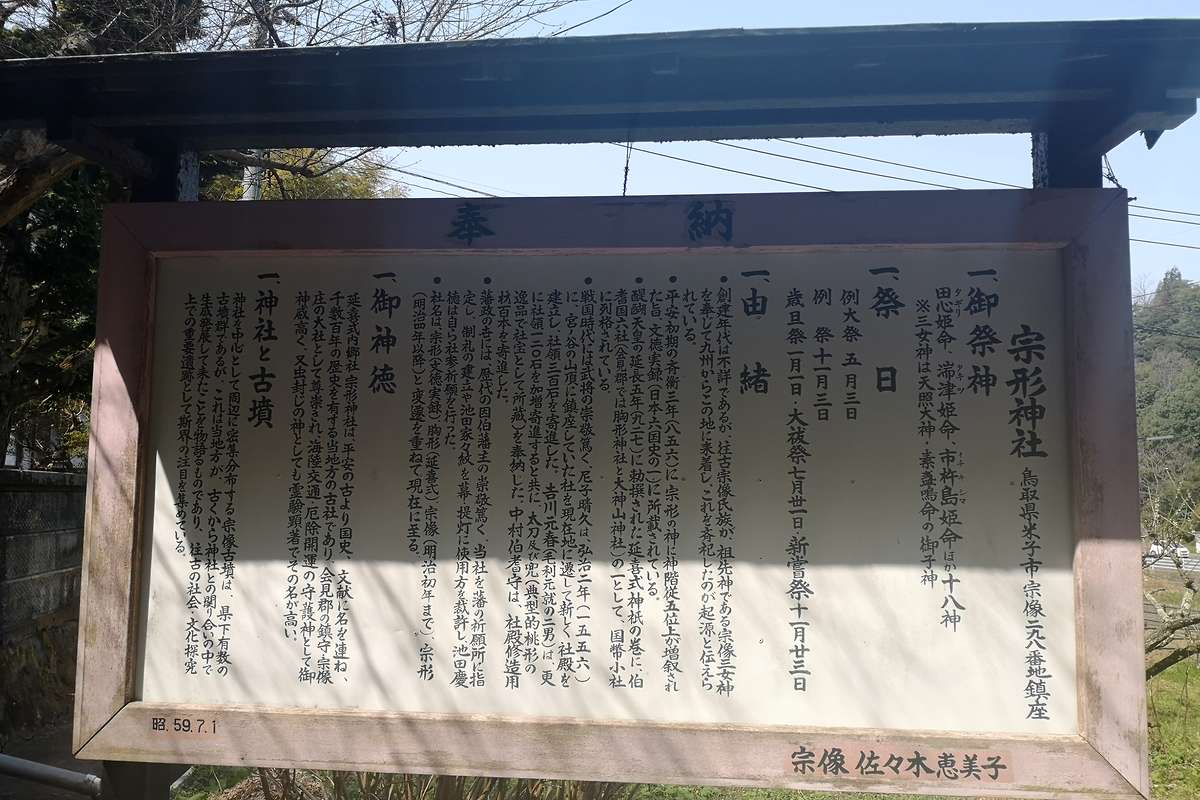 奉納
宗形神社 鳥取県米子市宗像二九八番地鎮座
一、御祭神
田心姫命、湍津姫命、市杵島姫命ほか十八神
タギリ タギツ イチキシマ
※三女神は天照大神・素盞嗚命の御子神
一、祭日
例大祭 五月三日
例 祭 十一月三日
歳旦祭 一月一日・大祓祭 七月卅一日・新嘗祭 十一月廿三日
一、由緒
・創建年代は不詳であるが、往古宗像氏族が、祖先神である宗像三女神
を奉じて九州からこの地に来着し、これを斉祀したのが起源と伝えら
れている。
・平安初期の斉衡三年(八五六)に、宗形の神に神階従五位上が増叙され
た旨、文徳実録(日本六国史の一)に所載されている。
・醍醐天皇の延長五年(九二七)に勅撰された延喜式神祇の巻に、伯
耆国六社(会見郡では胸形神社と大神山神社)の一として、国幣小社
に列格されている。
・戦国時代には武将の崇敬篤く、尼子晴久は、弘治二年(一五五六)
に、宮ノ谷の山頂に鎮座していた社を現在地に遷して新しく社殿を
建立し、社領三百石を寄進した。吉川元春(毛利元就の二男)は、更
に社領二〇石を加増寄進すると共に、太刀及び兜(典型的桃形の
逸品で社宝として所蔵)を奉納した。中村伯耆守は、社殿修造用
材百本を寄進した。
・藩政の世には、歴代の因伯藩主の崇敬篤く、当社を藩の祈願所に指
定し、制札の建立や池田家々紋を幕・提灯に使用方を裁許し、池田慶
徳は自ら社参祈願を行った。
・社名は、宗形(文徳実録)・胸形(延喜式)・宗像(明治初年まで)、宗形
(明治四年以降)と変遷を重ねて現在に至る。
一、御神徳
延喜式内郷社宗形神社は、平安の古より国史、文献に名を連ね、
千数百年の歴史を有する当地方の古社であり、会見郡の鎮守・宗像
庄の大社として尊崇され、海陸交通・厄除開運の守護神として御
神威高く、又虫封じの神としても霊験顕著でその名が高い。
一、神社と古墳
神社を中心として周辺に密集分布する宗像古墳は、県下有数の
古墳群であるが、これは当地方が、古くから神社との関り合いの中で
生成発展して来たことを物語るものであり、往古の社会・文化探究
上での重要遺跡として斯界の注目を集めている。
昭.59.7.1
宗像 佐々木恵美子